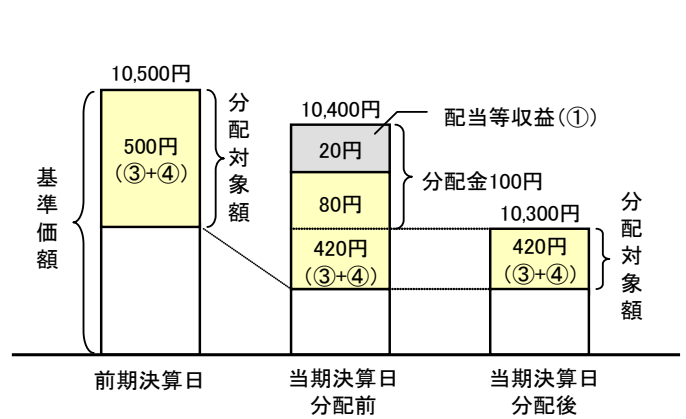 10,500円
500円
(③+④)
分配対象額
基準価額
前期決算日
10,400円
配当等収益(①)
20円
分配金100円
80円
420円
(③+④)
当期決算日
分配前
10,300円
420円
(③+④)
分配対象額
当期決算日
分配後